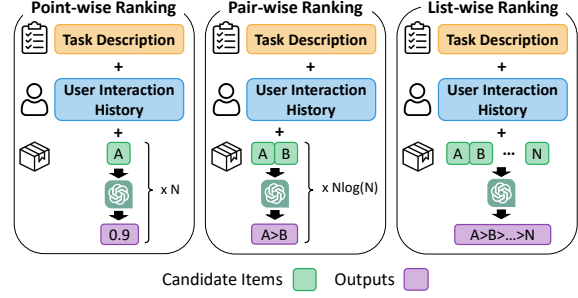 Point-wise Ranking
Task Description
+
User Interaction
History
+
A
x N
0.9
Pair-wise Ranking
Task Description
+
User Interaction
History
+
A B
x Nlog(N)
A>B
List-wise Ranking
Task Description
+
User Interaction
History
+
A B ... N
A>B>...>N
Candidate Items
Outputs